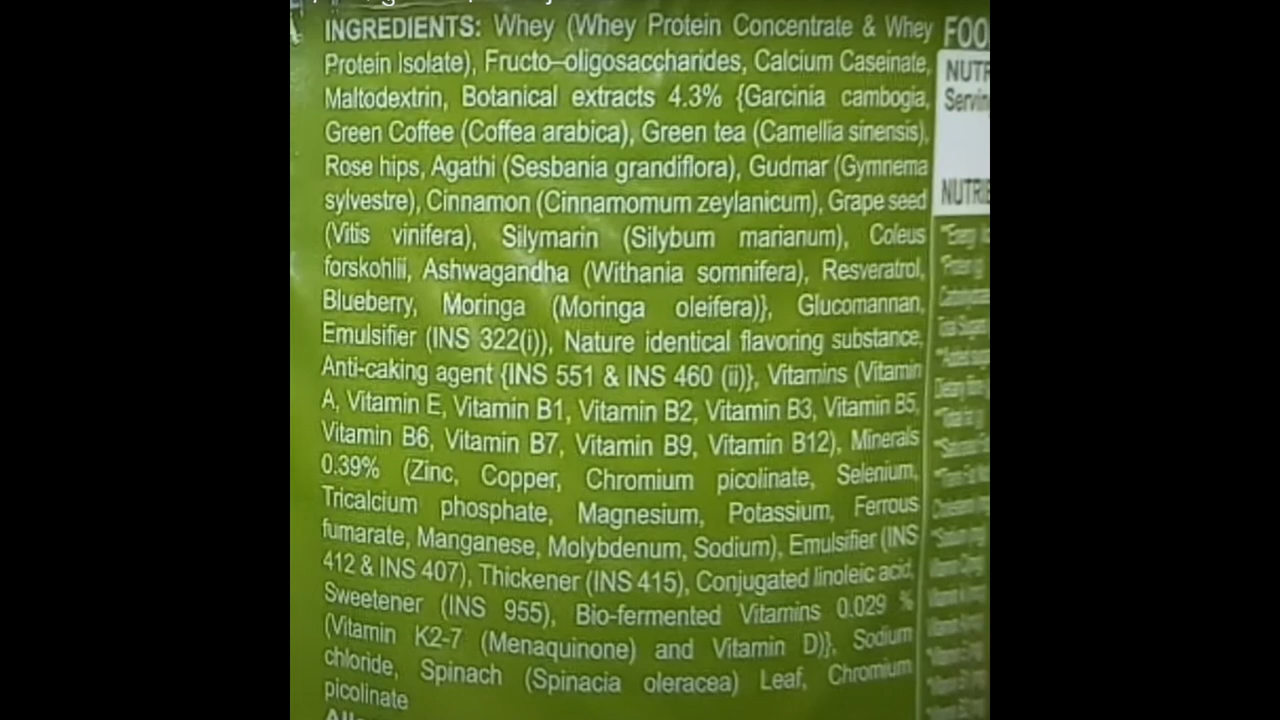 INGREDIENTS: Whey (Whey Protein Concentrate & Whey
Protein Isolate), Fructo–oligosaccharides, Calcium Caseinate,
Maltodextrin, Botanical extracts 4.3% {Garcinia cambogia,
Green Coffee (Coffea arabica), Green tea (Camellia sinensis),
Rose hips, Agathi (Sesbania grandiflora), Gudmar (Gymnema
sylvestre), Cinnamon (Cinnamomum zeylanicum), Grape seed
(Vitis vinifera), Silymarin (Silybum marianum), Coleus
forskohlii, Ashwagandha (Withania somnifera), Resveratrol,
Blueberry, Moringa (Moringa oleifera)}, Glucomannan,
Emulsifier (INS 322(i)), Nature identical flavoring substance,
Anti-caking agent {INS 551 & INS 460 (ii)}, Vitamins (Vitamin
A, Vitamin E, Vitamin B1, Vitamin B2, Vitamin B3, Vitamin B5,
Vitamin B6, Vitamin B7, Vitamin B9, Vitamin B12), Minerals
0.39% (Zinc, Copper, Chromium picolinate, Selenium,
Tricalcium phosphate, Magnesium, Potassium, Ferrous
fumarate, Manganese, Molybdenum, Sodium), Emulsifier (INS
412 & INS 407), Thickener (INS 415), Conjugated linoleic acid,
Sweetener (INS 955), Bio-fermented Vitamins 0.029 %
(Vitamin K2-7 (Menaquinone) and Vitamin D)}, Sodium
chloride, Spinach (Spinacia oleracea) Leaf, Chromium
picolinate